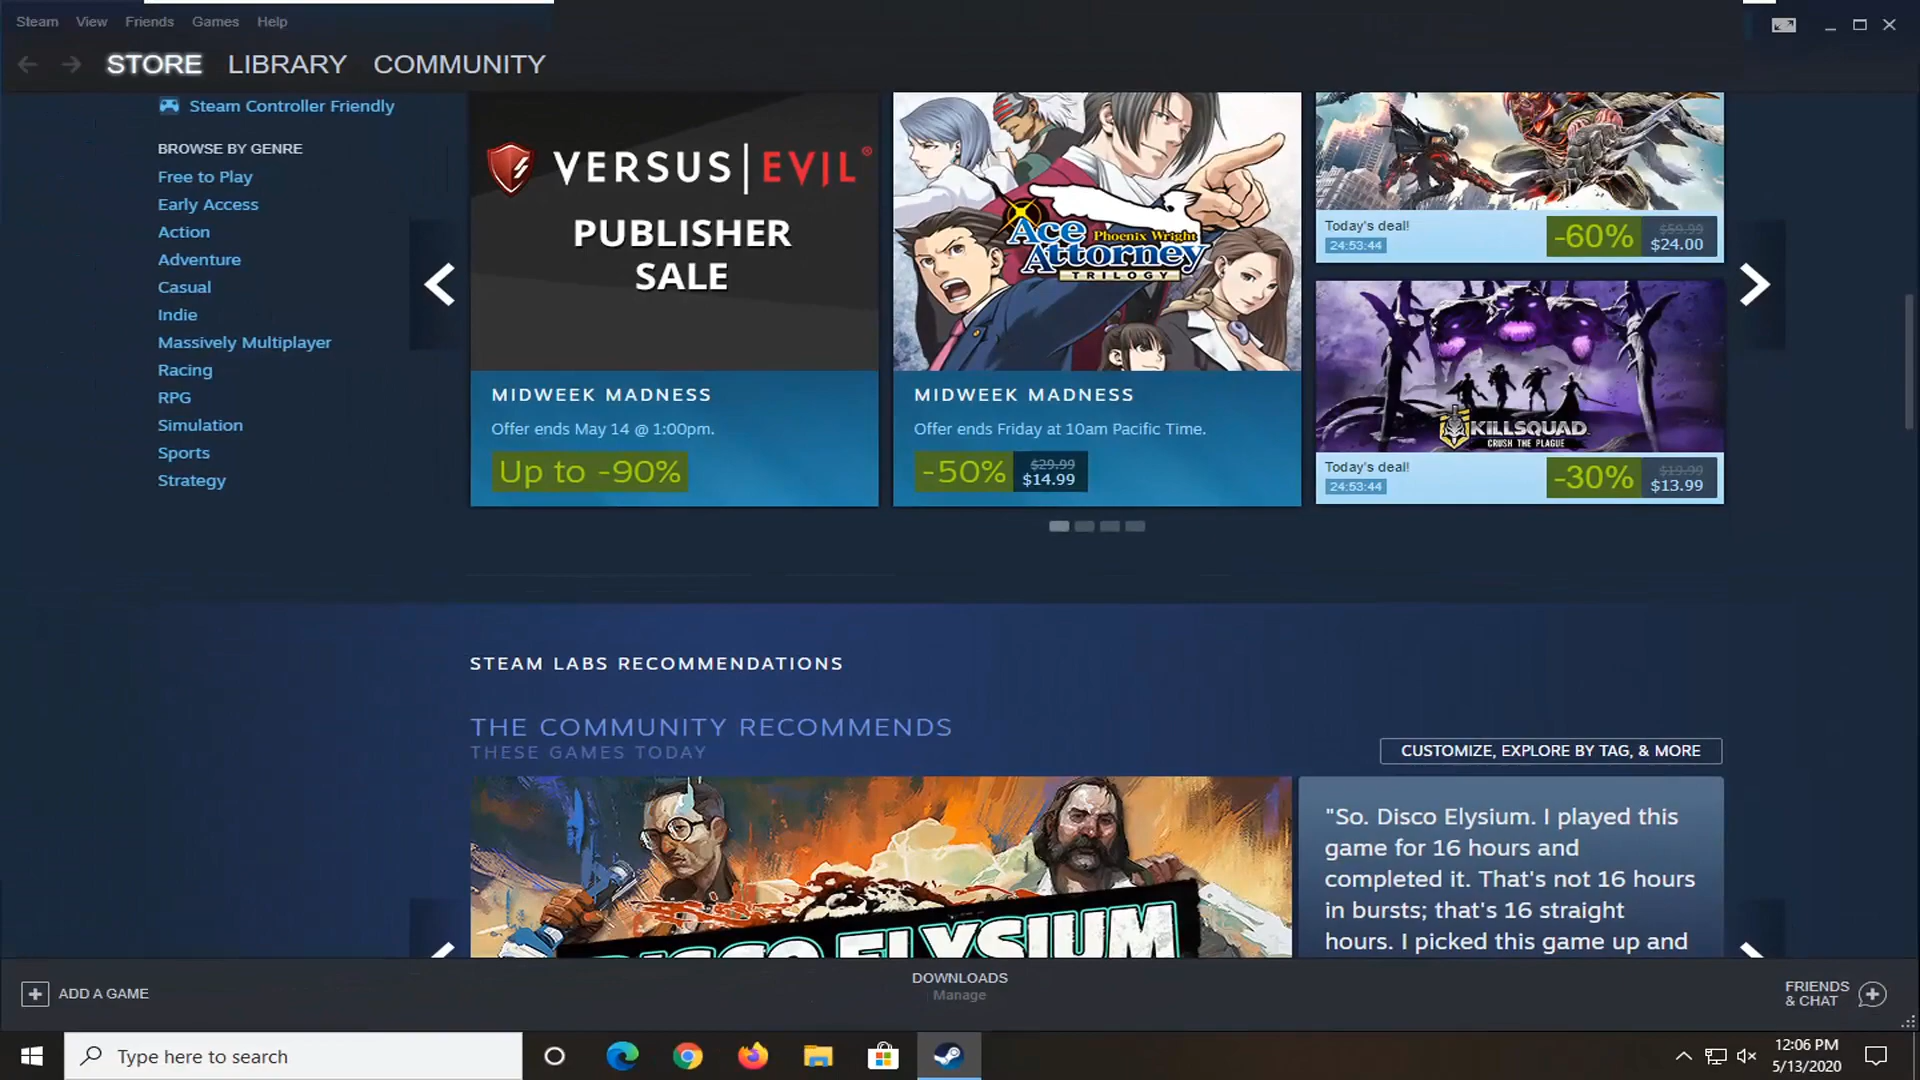 Steam View Friends Games Help
STORE LIBRARY COMMUNITY
Steam Controller Friendly
BROWSE BY GENRE
Free to Play
Early Access
Action
Adventure
Casual
Indie
Massively Multiplayer
Racing
RPG
Simulation
Sports
Strategy
VERSUS|EVIL®
PUBLISHER
SALE
MIDWEEK MADNESS
Offer ends May 14 @ 1:00pm.
Up to -90%
Phoenix Wright
Ace
Attorney
TRILOGY
MIDWEEK MADNESS
Offer ends Friday at 10am Pacific Time.
-50% $29.99
$14.99
Today's deal!
24:53:44
-60% $59.99
$24.00
KILLSQUAD
CRUSH THE PLAGUE
Today's deal!
24:53:44
-30% $19.99
$13.99
STEAM LABS RECOMMENDATIONS
THE COMMUNITY RECOMMENDS
THESE GAMES TODAY
CUSTOMIZE, EXPLORE BY TAG, & MORE
DISCO ELYSIUM
"So. Disco Elysium. I played this
game for 16 hours and
completed it. That's not 16 hours
in bursts; that's 16 straight
hours. I picked this game up and
ADD A GAME
DOWNLOADS
Manage
FRIENDS
& CHAT
Type here to search
12:06 PM
5/13/2020